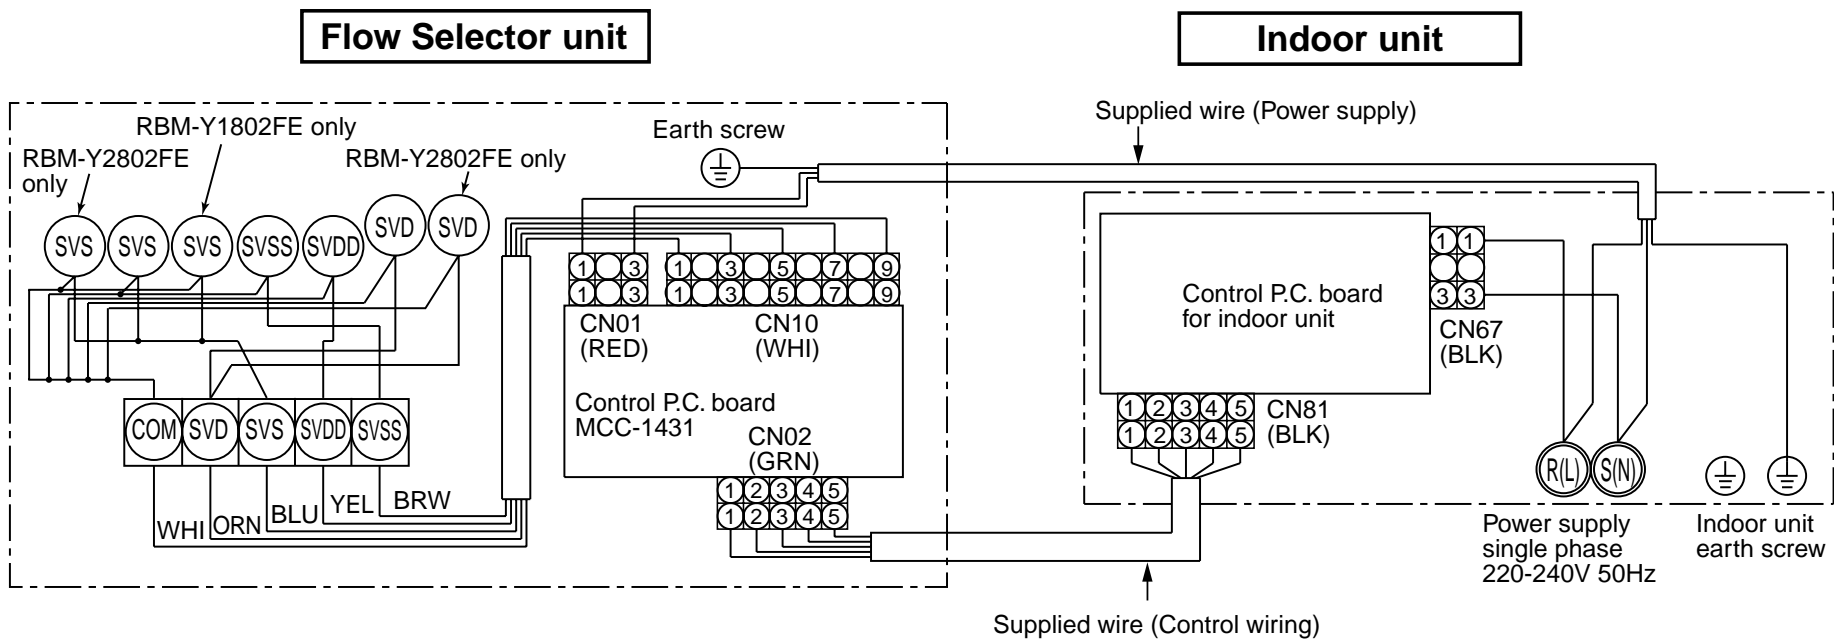 Flow Selector unit
Indoor unit
Supplied wire (Power supply)
RBM-Y1802FE only
Earth screw
RBM-Y2802FE
only
RBM-Y2802FE only
SVS
SVS
SVS
SVSS
SVDD
SVD
SVD
1 3 1 3 5 7 9
1 3 1 3 5 7 9
CN01
(RED)
CN10
(WHI)
Control P.C. board
MCC-1431
CN02
(GRN)
1 2 3 4 5
1 2 3 4 5
COM SVD SVS SVDD SVSS
WHI ORN BLU YEL BRW
Control P.C. board
for indoor unit
1 1
3 3
CN67
(BLK)
1 2 3 4 5
1 2 3 4 5
CN81
(BLK)
R(L) S(N)
Power supply
single phase
220-240V 50Hz
Indoor unit
earth screw
Supplied wire (Control wiring)